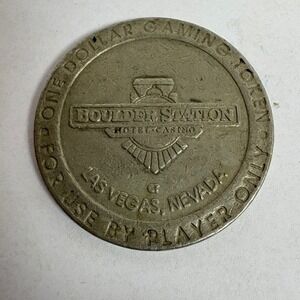 ONE DOLLAR GAMING TOKEN
BOULDER STATION
HOTEL·CASINO
LAS VEGAS, NEVADA
FOR USE BY PLAYER ONLY